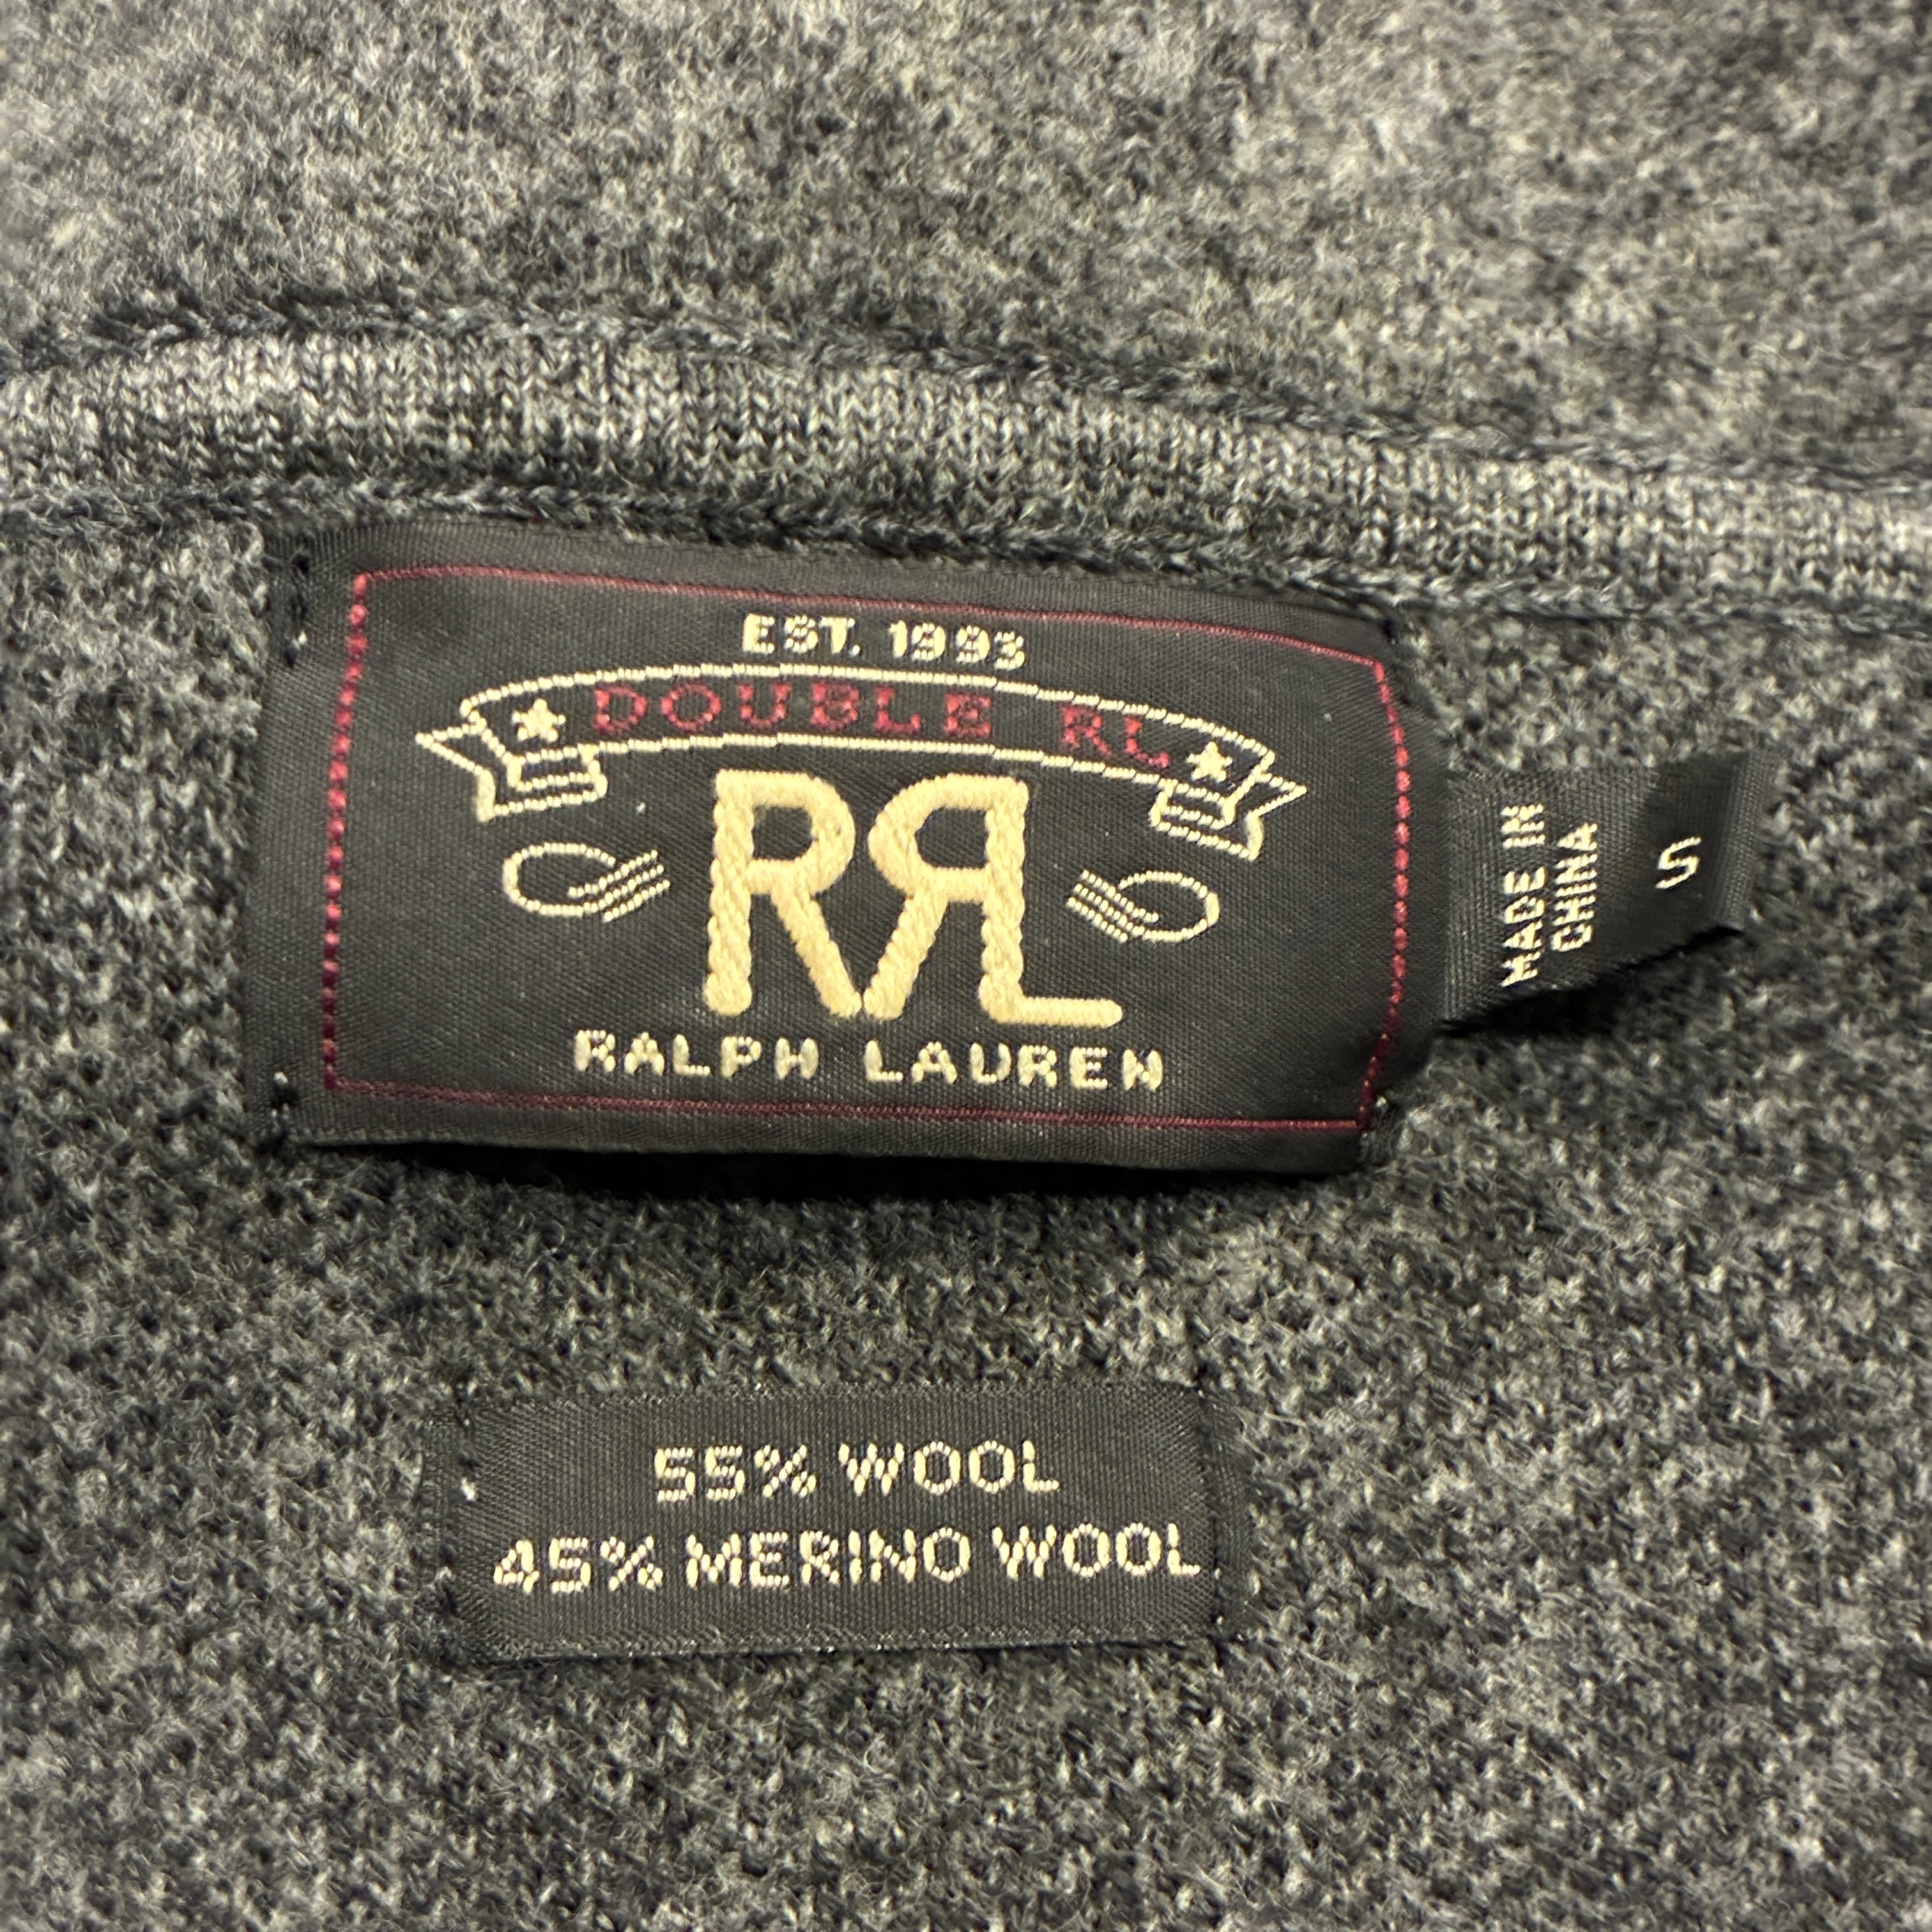 EST. 1993
DOUBLE RL
RRL
RALPH LAUREN
MADE IN
CHINA
S
55% WOOL
45% MERINO WOOL